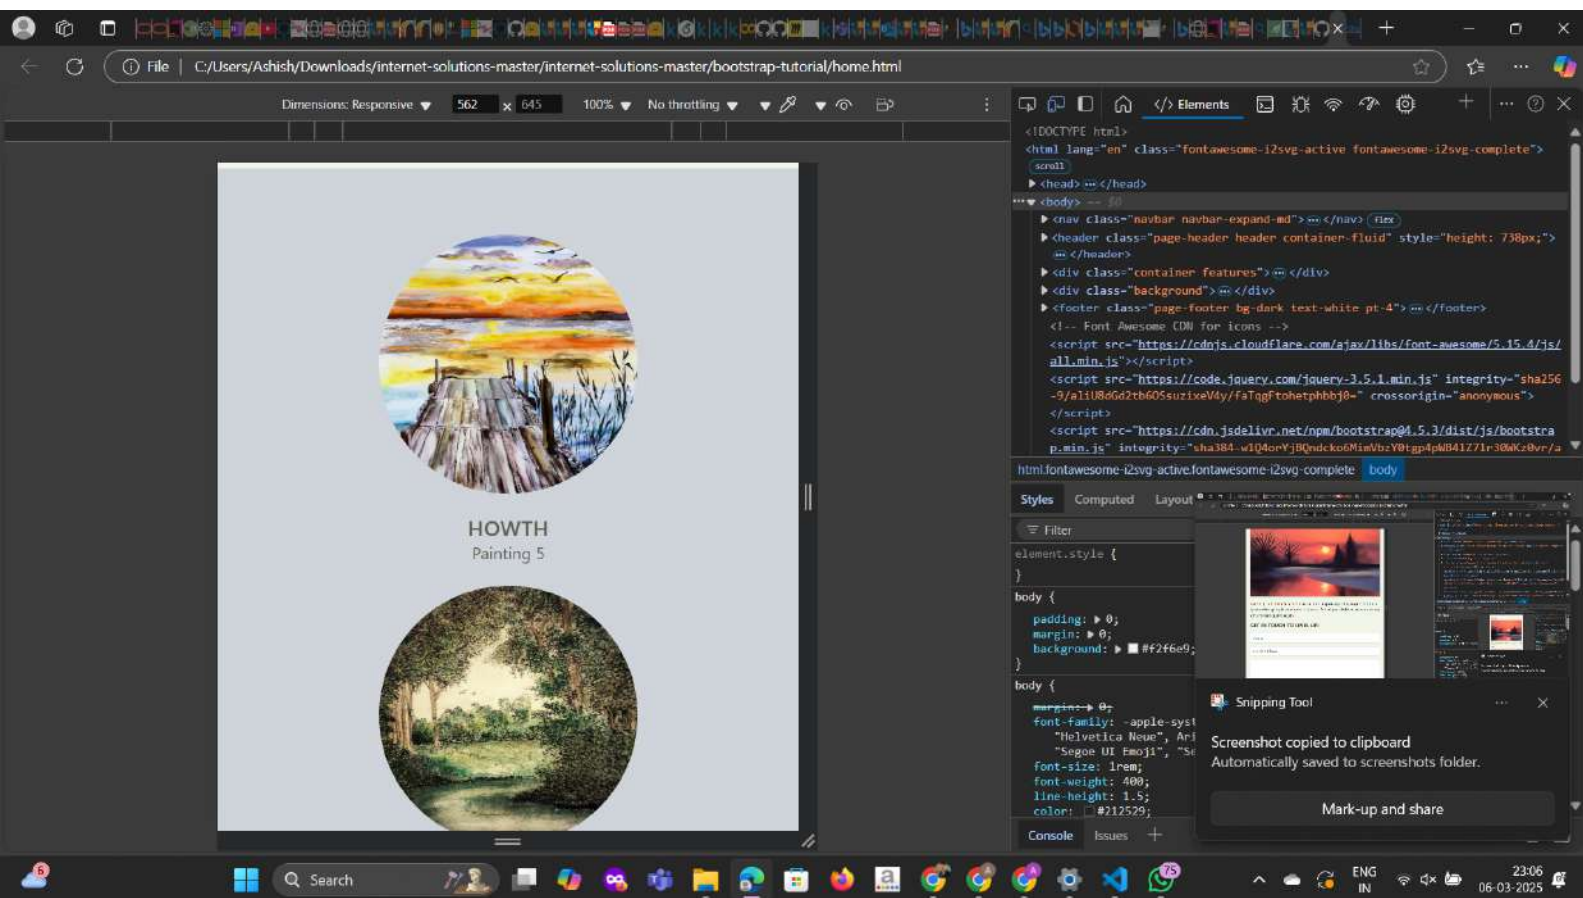 File | C:/Users/Ashish/Downloads/internet-solutions-master/internet-solutions-master/bootstrap-tutorial/home.html
Dimensions: Responsive 562 x 645 100% No throttling
Elements
<!DOCTYPE html>
<html lang="en" class="fontawesome-i2svg-active fontawesome-i2svg-complete">
scroll
<head> </head>
<body> == $0
<nav class="navbar navbar-expand-md"> </nav> flex
<header class="page-header header container-fluid" style="height: 738px;">
</header>
<div class="container features"> </div>
<div class="background"> </div>
<footer class="page-footer bg-dark text-white pt-4"> </footer>
<!-- Font Awesome CDN for icons -->
<script src="https://cdnjs.cloudflare.com/ajax/libs/font-awesome/5.15.4/js/
all.min.js"></script>
<script src="https://code.jquery.com/jquery-3.5.1.min.js" integrity="sha256
crossorigin="anonymous">
</script>
<script src="https://cdn.jsdelivr.net/npm/bootstrap@4.5.3/dist/js/bootstra
p.min.js" integrity=
html.fontawesome-i2svg-active.fontawesome-i2svg-complete body
Styles Computed Layout
Filter
element.style {
}
body {
padding: 0;
margin: 0;
background: #f2f6e9;
}
body {
margin: 0;
font-family: -apple-syst
"Helvetica Neue", Ari
"Segoe UI Emoji", "Se
font-size: 1rem;
font-weight: 400;
line-height: 1.5;
color: #212529;
Console Issues
HOWTH
Painting 5
Snipping Tool
Screenshot copied to clipboard
Automatically saved to screenshots folder.
Mark-up and share
6
Search
75
ENG
IN
23:06
06-03-2025